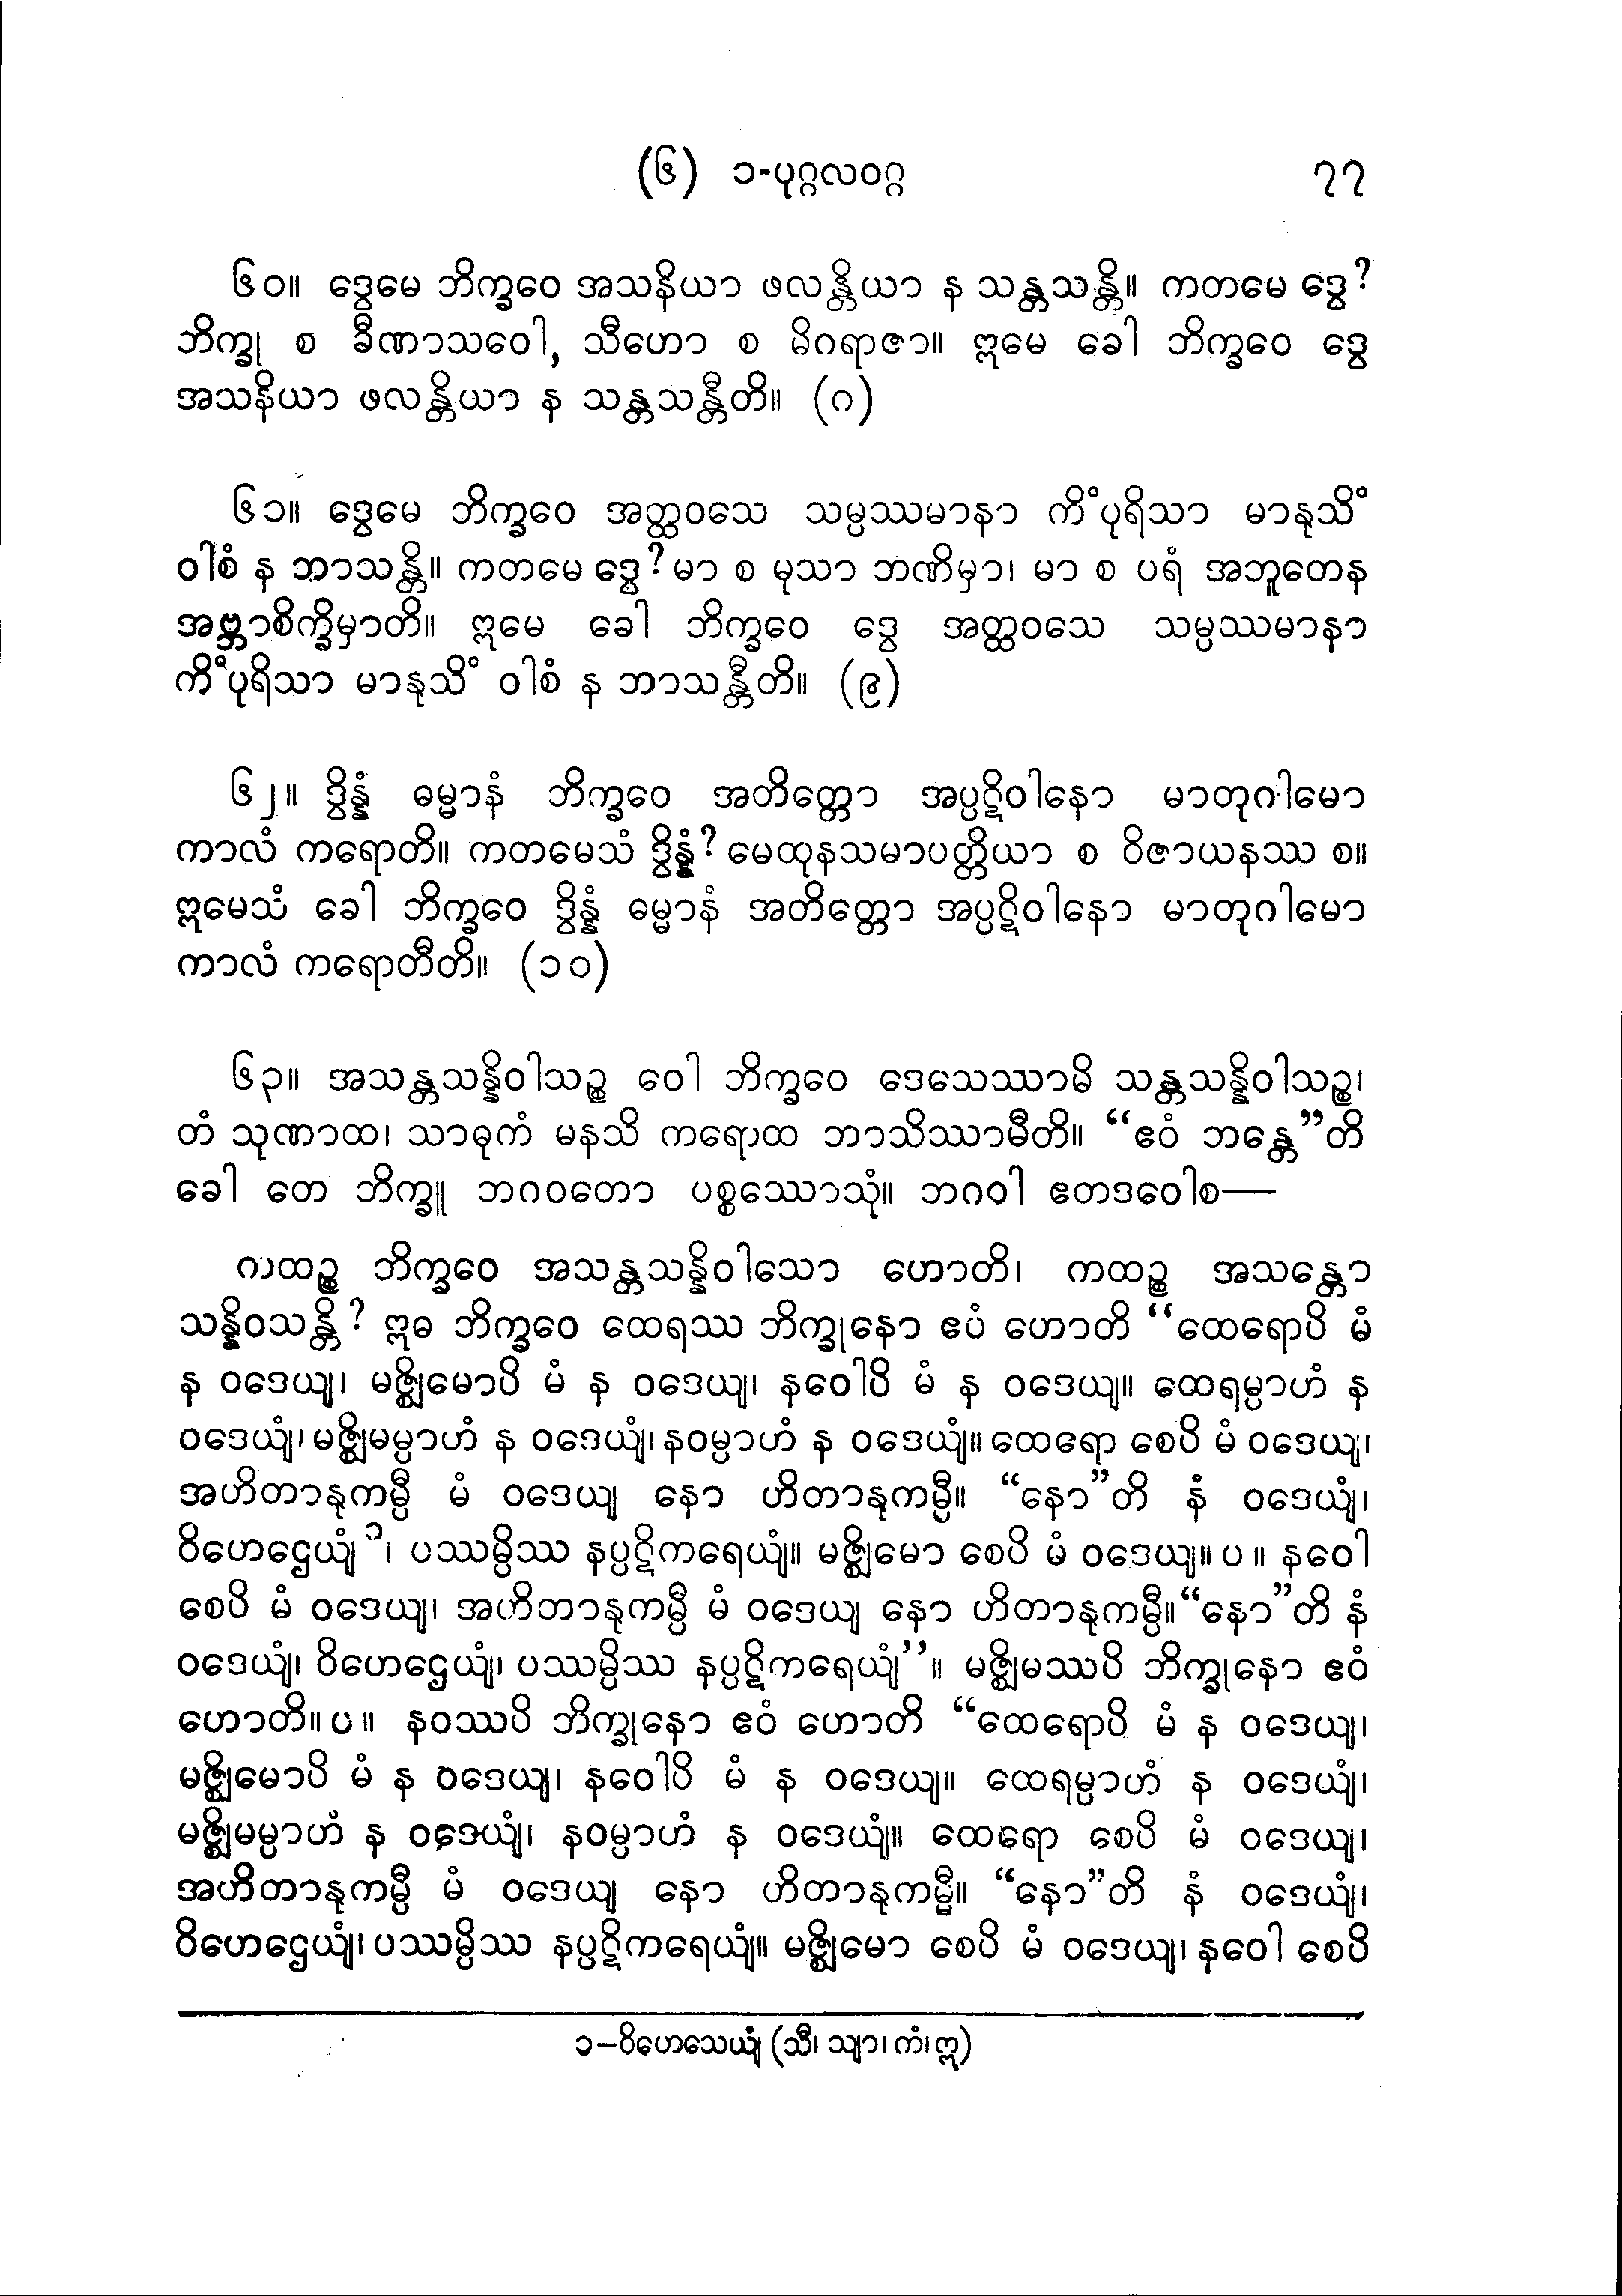 (၆) ၁-ပုဂ္ဂလဝဂ္ဂ ၇၇
၆၀။ ဒွေမေ ဘိက္ခဝေ အသနိယာ ဖလန္တိယာ န သန္တသန္တိ။ ကတမေ ဒွေ?
ဘိက္ခု စ ခီဏာသဝေါ, သီဟော စ မိဂရာဇာ။ ဣမေ ခေါ ဘိက္ခဝေ ဒွေ
အသနိယာ ဖလန္တိယာ န သန္တသန္တီတိ။ (ဂ)
၆၁။ ဒွေမေ ဘိက္ခဝေ အတ္ထဝသေ သမ္ပဿမာနာ ကိံပုရိသာ မာနုသိံ
ဝါစံ န ဘာသန္တိ။ ကတမေ ဒွေ? မာ စ မုသာ ဘဏိမှာ၊ မာ စ ပရံ အဘူတေန
အဗ္ဘာစိက္ခိမှာတိ။ ဣမေ ခေါ ဘိက္ခဝေ ဒွေ အတ္ထဝသေ သမ္ပဿမာနာ
ကိံပုရိသာ မာနုသိံ ဝါစံ န ဘာသန္တီတိ။ (၉)
၆၂။ ဒွိန္နံ ဓမ္မာနံ ဘိက္ခဝေ အတိတ္တော အပ္ပဋိဝါနော မာတုဂါမော
ကာလံ ကရောတိ။ ကတမေသံ ဒွိန္နံ? မေထုနသမာပတ္တိယာ စ ဝိဇာယနဿ စ။
ဣမေသံ ခေါ ဘိက္ခဝေ ဒွိန္နံ ဓမ္မာနံ အတိတ္တော အပ္ပဋိဝါနော မာတုဂါမော
ကာလံ ကရောတီတိ။ (၁၀)
၆၃။ အသန္တသန္နိဝါသဉ္စ ဝေါ ဘိက္ခဝေ ဒေသေဿာမိ သန္တသန္နိဝါသဉ္စ၊
တံ သုဏာထ၊ သာဓုကံ မနသိ ကရောထ ဘာသိဿာမီတိ။ “ဧဝံ ဘန္တေ”တိ
ခေါ တေ ဘိက္ခူ ဘဂဝတော ပစ္စဿောသုံ။ ဘဂဝါ ဧတဒဝေါစ—
ကထဉ္စ ဘိက္ခဝေ အသန္တသန္နိဝါသော ဟောတိ၊ ကထဉ္စ အသန္တော
သန္နိဝသန္တိ? ဣဓ ဘိက္ခဝေ ထေရဿ ဘိက္ခုနော ဧပံ ဟောတိ “ထေရောပိ မံ
န ဝဒေယျ၊ မဇ္ဈိမောပိ မံ န ဝဒေယျ၊ နဝေါပိ မံ န ဝဒေယျ။ ထေရမ္ပာဟံ န
ဝဒေယျံ၊ မဇ္ဈိမမ္ပာဟံ န ဝဒေယျံ၊ နဝမ္ပာဟံ န ဝဒေယျံ။ ထေရော စေပိ မံ ဝဒေယျ၊
အဟိတာနုကမ္ပီ မံ ဝဒေယျ နော ဟိတာနုကမ္ပီ။ “နော”တိ နံ ဝဒေယျံ၊
ဝိဟေဌေယျံ ၁၊ ပဿမ္ပိဿ နပ္ပဋိကရေယျံ။ မဇ္ဈိမော စေပိ မံ ဝဒေယျ။ ပ ။ နဝေါ
စေပိ မံ ဝဒေယျ၊ အဟိတာနုကမ္ပီ မံ ဝဒေယျ နော ဟိတာနုကမ္ပီ။ “နော”တိ နံ
ဝဒေယျံ၊ ဝိဟေဌေယျံ၊ ပဿမ္ပိဿ နပ္ပဋိကရေယျံ”။ မဇ္ဈိမဿပိ ဘိက္ခုနော ဧဝံ
ဟောတိ။ ပ ။ နဝဿပိ ဘိက္ခုနော ဧဝံ ဟောတိ “ထေရောပိ မံ န ဝဒေယျ၊
မဇ္ဈိမောပိ မံ န ဝဒေယျ၊ နဝေါပိ မံ န ဝဒေယျ။ ထေရမ္ပာဟံ န ဝဒေယျံ၊
မဇ္ဈိမမ္ပာဟံ န ဝဒေယျံ၊ နဝမ္ပာဟံ န ဝဒေယျံ။ ထေရော စေပိ မံ ဝဒေယျ၊
အဟိတာနုကမ္ပီ မံ ဝဒေယျ နော ဟိတာနုကမ္ပီ။ “နော”တိ နံ ဝဒေယျံ၊
ဝိဟေဌေယျံ၊ ပဿမ္ပိဿ နပ္ပဋိကရေယျံ။ မဇ္ဈိမော စေပိ မံ ဝဒေယျ၊ နဝေါ စေပိ
၁–ဝိဟေသေယျံ (သီ၊ သျာ၊ ကံ၊ ဣ)